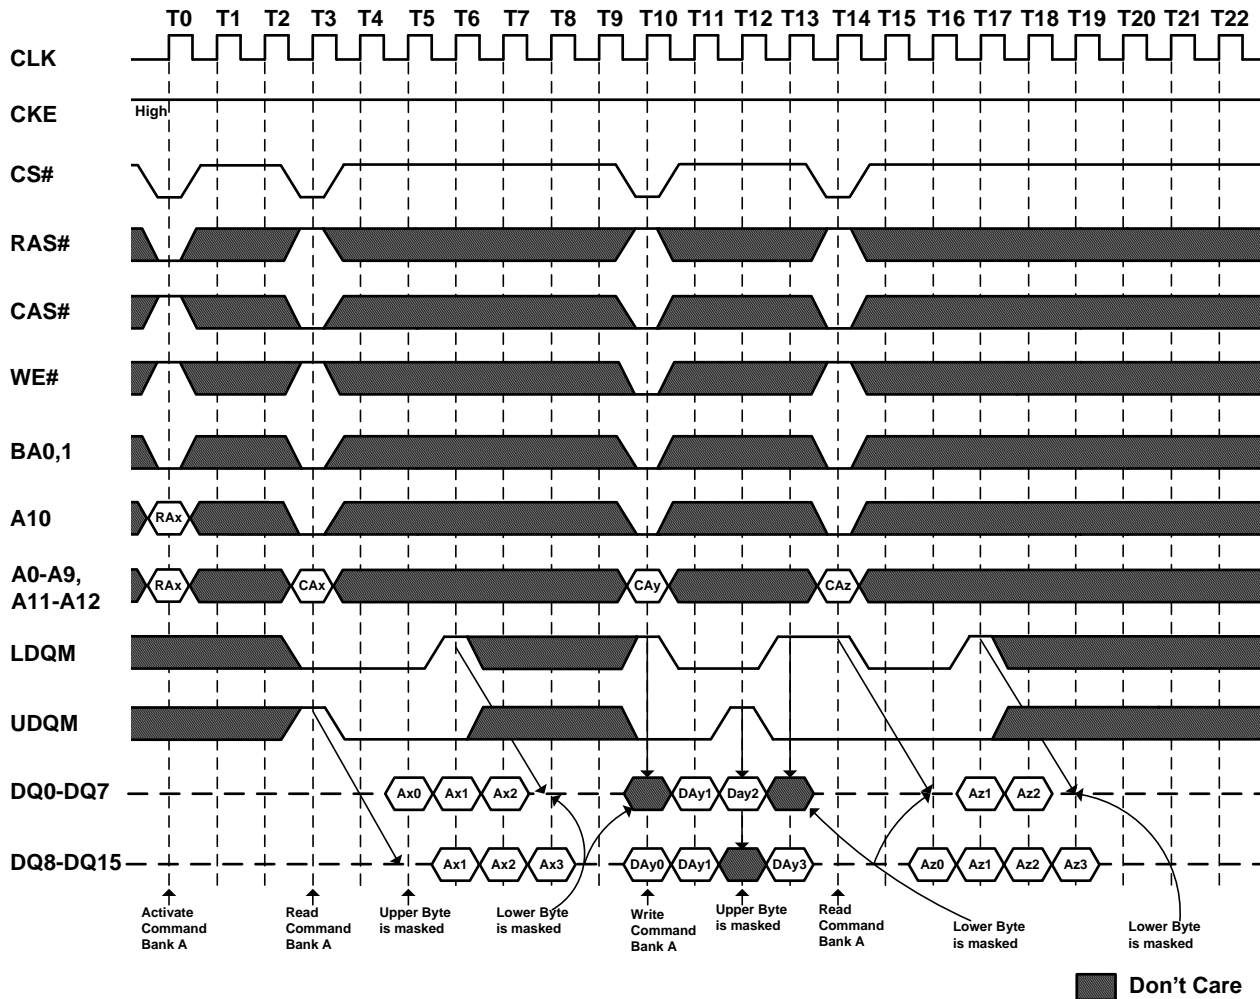 T0 T1 T2 T3 T4 T5 T6 T7 T8 T9 T10 T11 T12 T13 T14 T15 T16 T17 T18 T19 T20 T21 T22
CLK
CKE High
CS#
RAS#
CAS#
WE#
BA0,1
A10 RAx
A0-A9,
A11-A12 RAx CAx CAy CAz
LDQM
UDQM
DQ0-DQ7 Ax0 Ax1 Ax2 DAy1 Day2 Az1 Az2
DQ8-DQ15 Ax1 Ax2 Ax3 DAy0 DAy1 DAy3 Az0 Az1 Az2 Az3
Activate
Command
Bank A
Read
Command
Bank A
Upper Byte
is masked
Lower Byte
is masked
Write
Command
Bank A
Upper Byte
is masked
Read
Command
Bank A
Lower Byte
is masked
Lower Byte
is masked
Don't Care